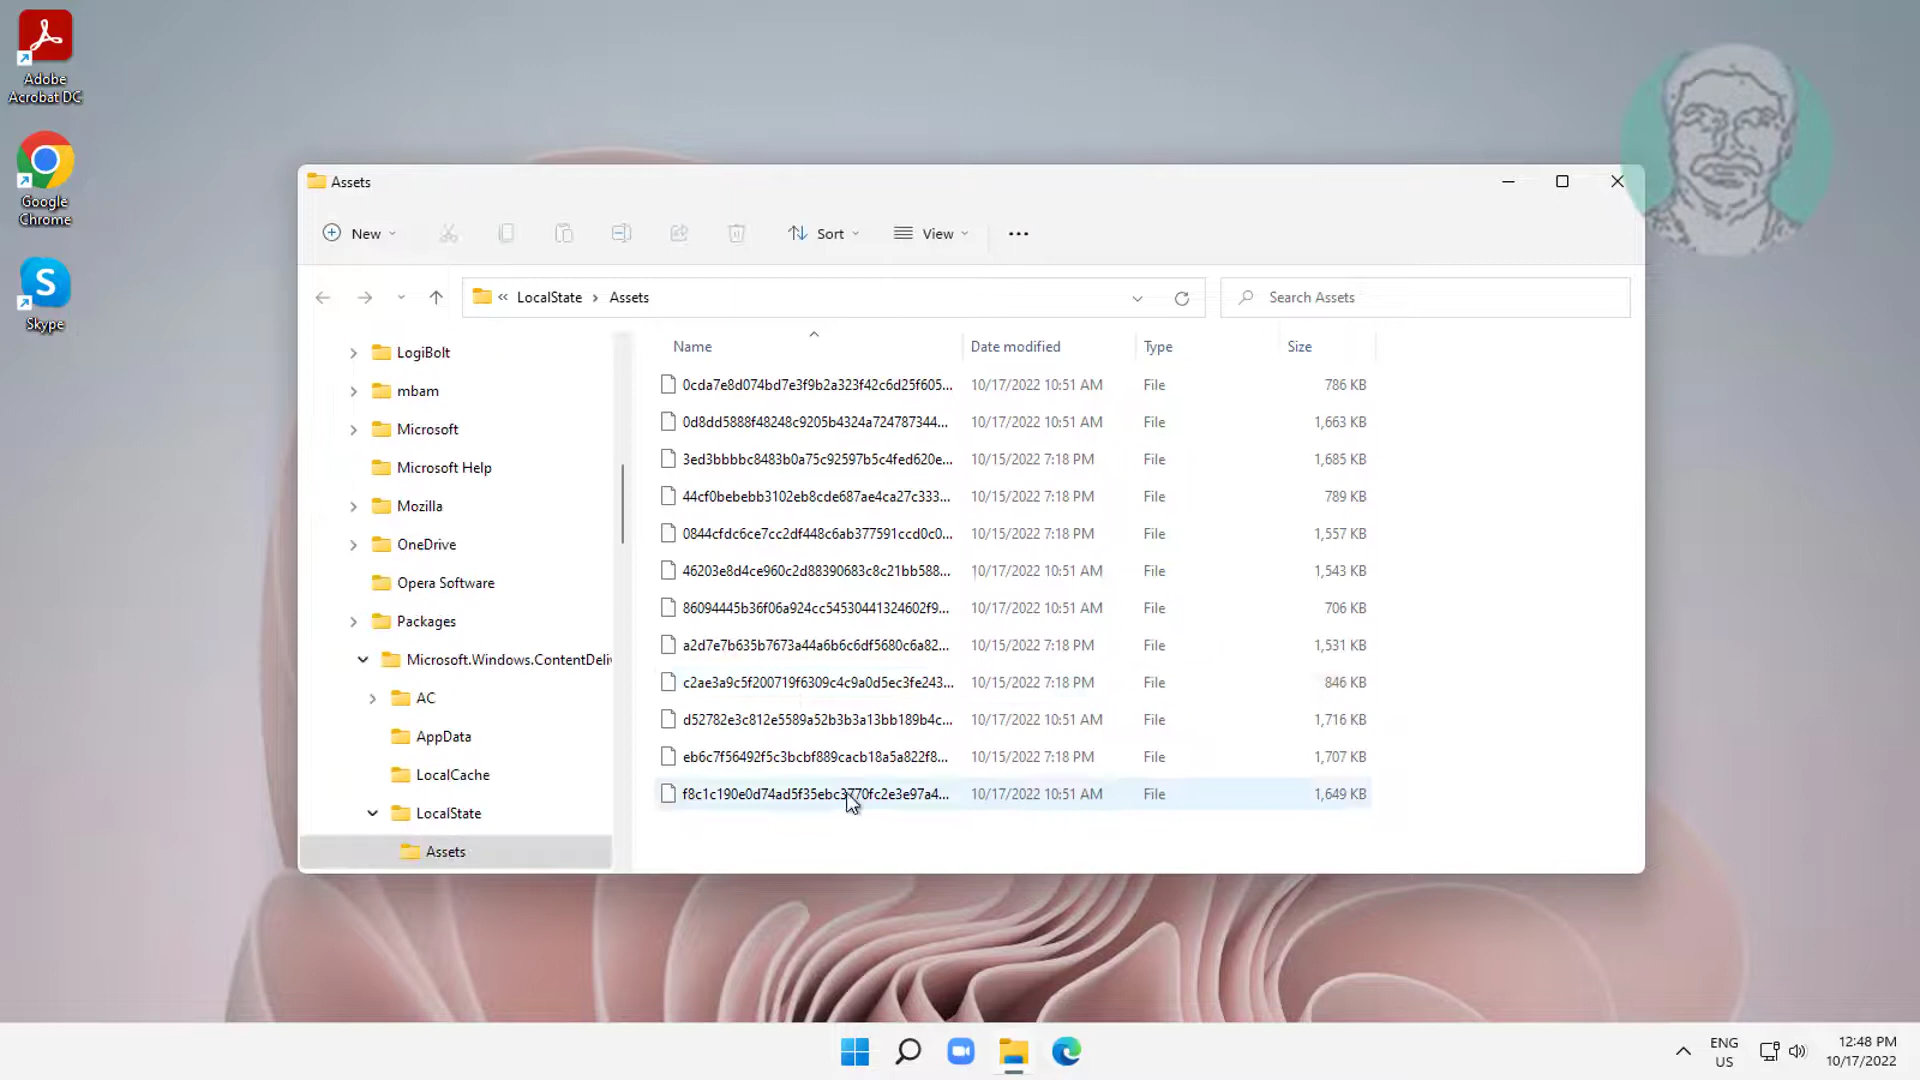 Adobe
Acrobat DC
Google
Chrome
Skype
Assets
New
Sort
View
« LocalState › Assets
Search Assets
LogiBolt
mbam
Microsoft
Microsoft Help
Mozilla
OneDrive
Opera Software
Packages
Microsoft.Windows.ContentDeliv
AC
AppData
LocalCache
LocalState
Assets
Name Date modified Type Size
0cda7e8d074bd7e3f9b2a323f42c6d25f605... 10/17/2022 10:51 AM File 786 KB
0d8dd5888f48248c9205b4324a724787344... 10/17/2022 10:51 AM File 1,663 KB
3ed3bbbbc8483b0a75c92597b5c4fed620e... 10/15/2022 7:18 PM File 1,685 KB
44cf0bebebb3102eb8cde687ae4ca27c333... 10/15/2022 7:18 PM File 789 KB
0844cfdc6ce7cc2df448c6ab377591ccd0c0... 10/15/2022 7:18 PM File 1,557 KB
46203e8d4ce960c2d88390683c8c21bb588... 10/17/2022 10:51 AM File 1,543 KB
86094445b36f06a924cc54530441324602f9... 10/17/2022 10:51 AM File 706 KB
a2d7e7b635b7673a44a6b6c6df5680c6a82... 10/15/2022 7:18 PM File 1,531 KB
c2ae3a9c5f200719f6309c4c9a0d5ec3fe243... 10/15/2022 7:18 PM File 846 KB
d52782e3c812e5589a52b3b3a13bb189b4c... 10/17/2022 10:51 AM File 1,716 KB
eb6c7f56492f5c3bcbf889cacb18a5a822f8... 10/15/2022 7:18 PM File 1,707 KB
f8c1c190e0d74ad5f35ebc3770fc2e3e97a4... 10/17/2022 10:51 AM File 1,649 KB
ENG
US
12:48 PM
10/17/2022